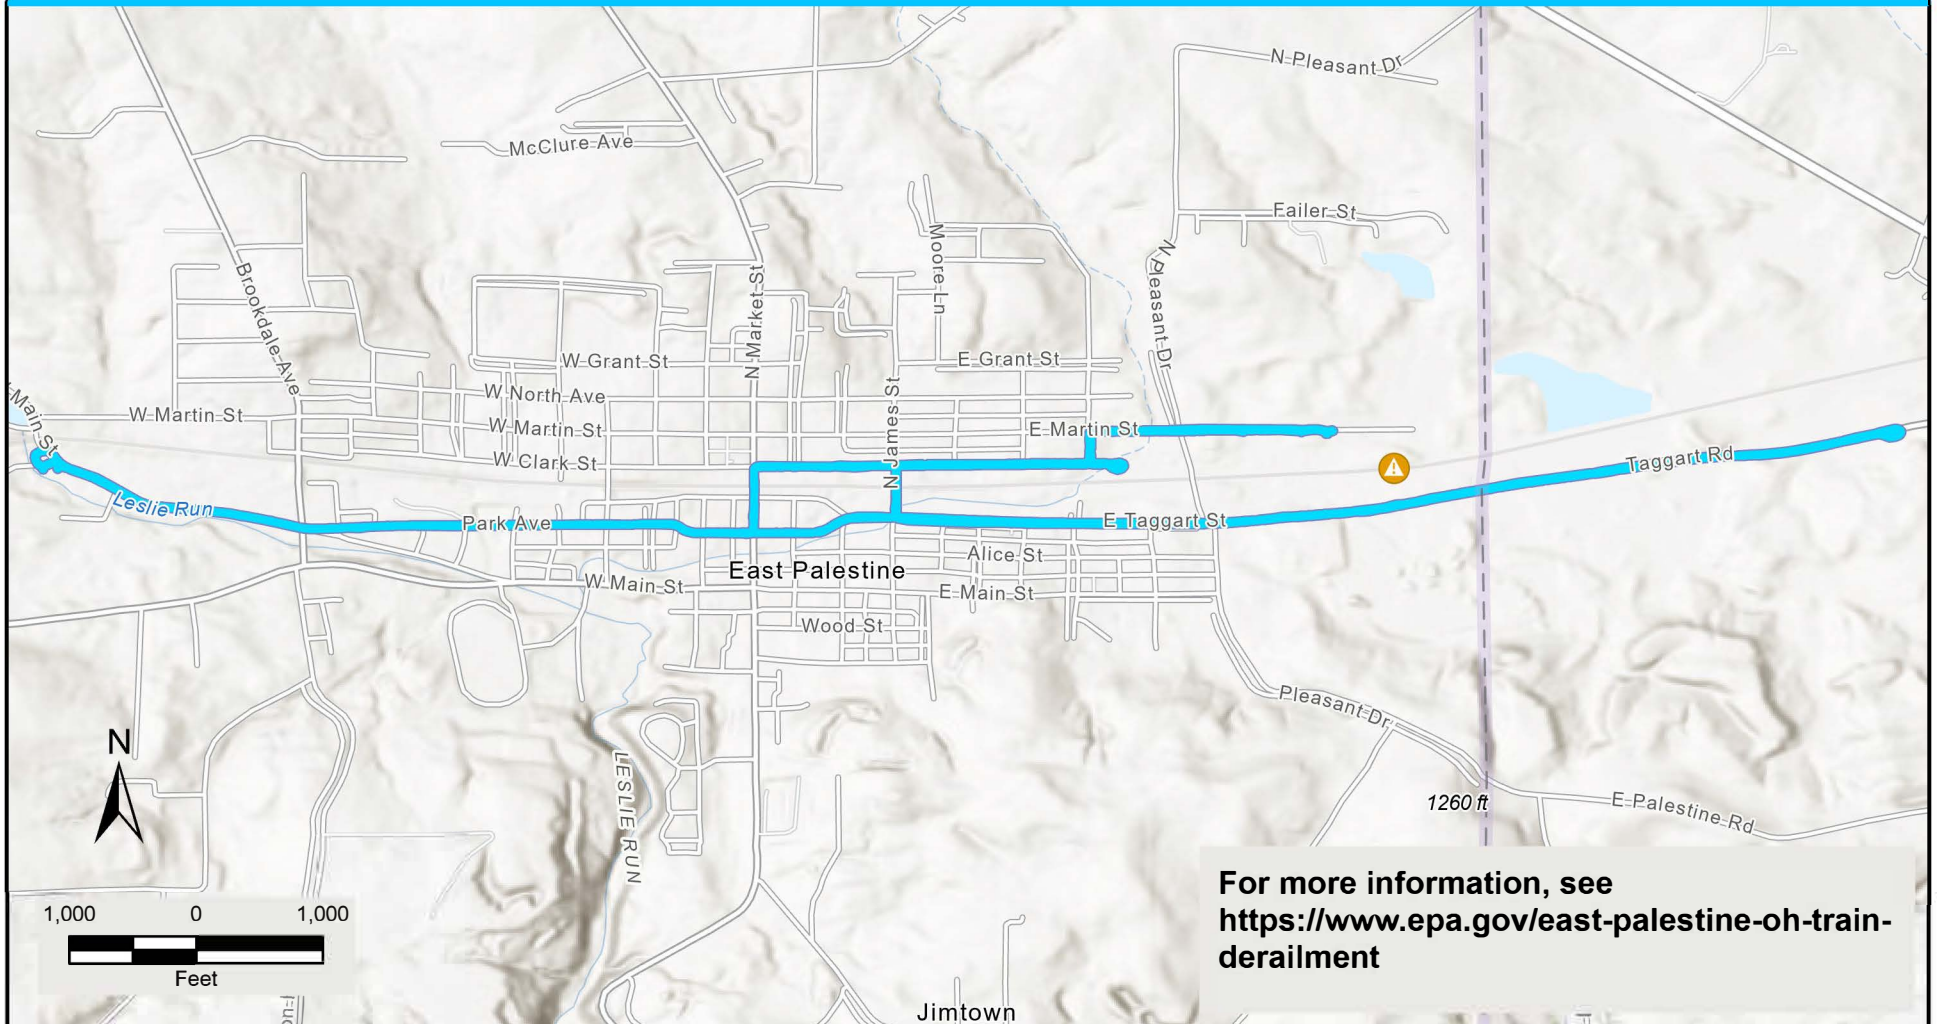 N Pleasant Dr
McClure Ave
Failer St
Moore Ln
N Pleasant Dr
Brookdale Ave
N Market St
W Grant St
E Grant St
W North Ave
N James St
Main St
W Martin St
W Martin St
E Martin St
W Clark St
Taggart Rd
Leslie Run
Park Ave
E Taggart St
Alice St
East Palestine
W Main St
E Main St
Wood St
Pleasant Dr
N
LESLIE RUN
1260 ft
E Palestine Rd
For more information, see
https://www.epa.gov/east-palestine-oh-train-
derailment
1,000 0 1,000
Feet
Jimtown